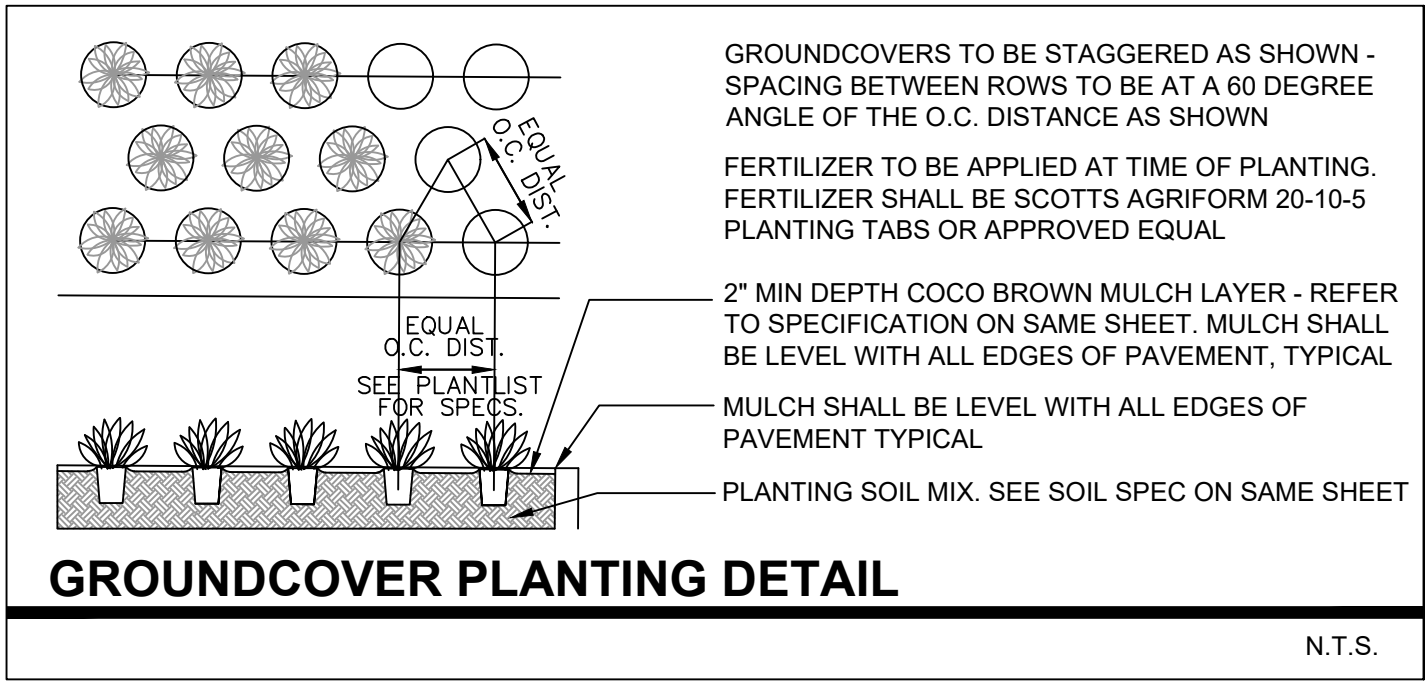 GROUNDCOVERS TO BE STAGGERED AS SHOWN -
SPACING BETWEEN ROWS TO BE AT A 60 DEGREE
ANGLE OF THE O.C. DISTANCE AS SHOWN
EQUAL
O.C. DIST.
FERTILIZER TO BE APPLIED AT TIME OF PLANTING.
FERTILIZER SHALL BE SCOTTS AGRIFORM 20-10-5
PLANTING TABS OR APPROVED EQUAL
2" MIN DEPTH COCO BROWN MULCH LAYER - REFER
TO SPECIFICATION ON SAME SHEET. MULCH SHALL
BE LEVEL WITH ALL EDGES OF PAVEMENT, TYPICAL
EQUAL
O.C. DIST.
SEE PLANTLIST
FOR SPECS.
MULCH SHALL BE LEVEL WITH ALL EDGES OF
PAVEMENT TYPICAL
PLANTING SOIL MIX. SEE SOIL SPEC ON SAME SHEET
GROUNDCOVER PLANTING DETAIL
N.T.S.